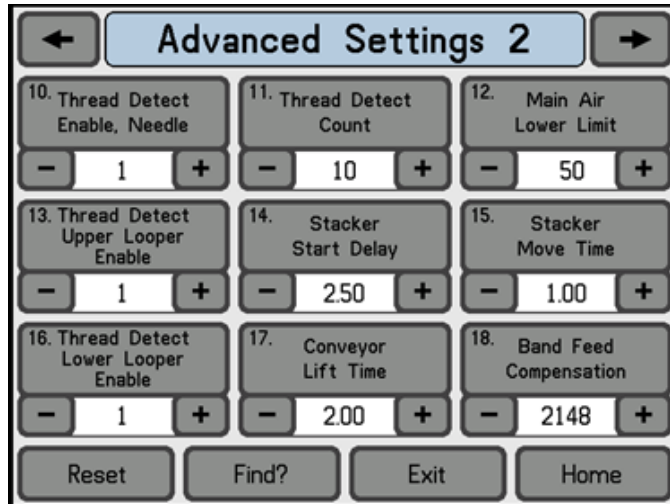 ← Advanced Settings 2 →
10. Thread Detect
Enable, Needle
11. Thread Detect
Count
12. Main Air
Lower Limit
− 1 +
− 10 +
− 50 +
13. Thread Detect
Upper Looper
Enable
14. Stacker
Start Delay
15. Stacker
Move Time
− 1 +
− 2.50 +
− 1.00 +
16. Thread Detect
Lower Looper
Enable
17. Conveyor
Lift Time
18. Band Feed
Compensation
− 1 +
− 2.00 +
− 2148 +
Reset
Find?
Exit
Home